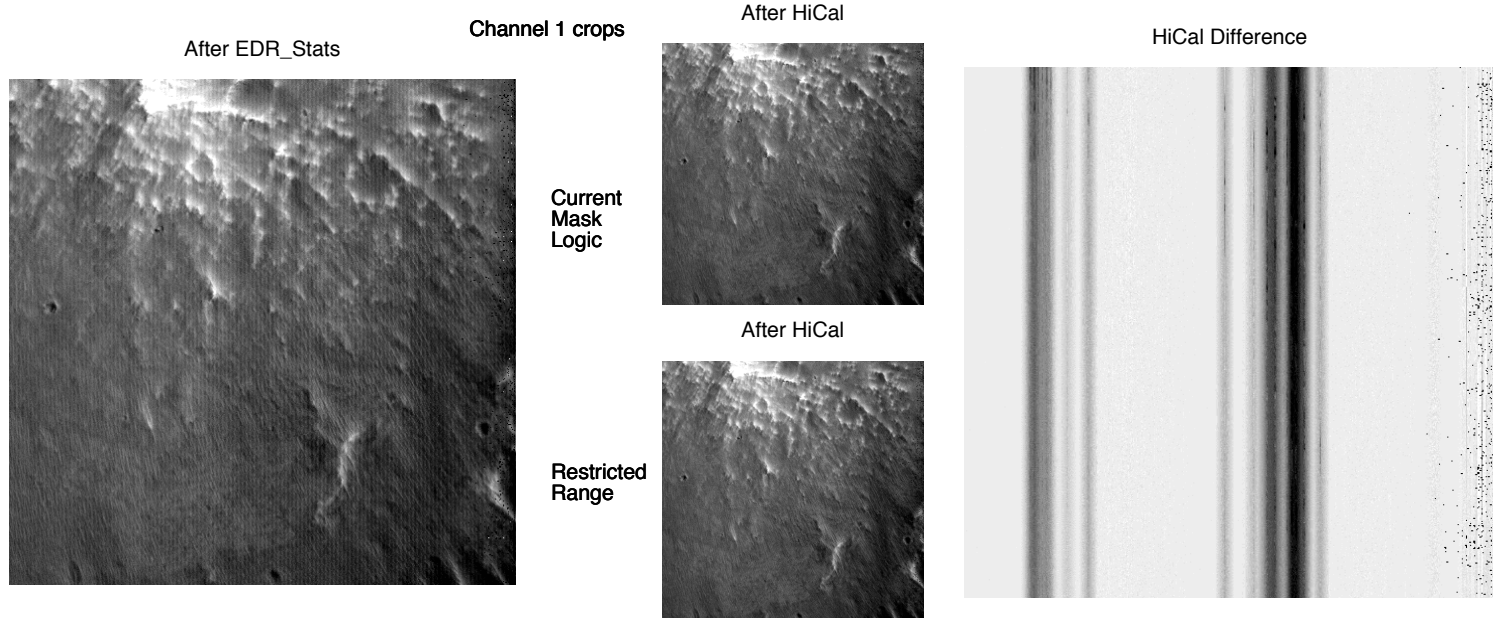 Channel 1 crops
After HiCal
After EDR_Stats
HiCal Difference
Current
Mask
Logic
After HiCal
Restricted
Range